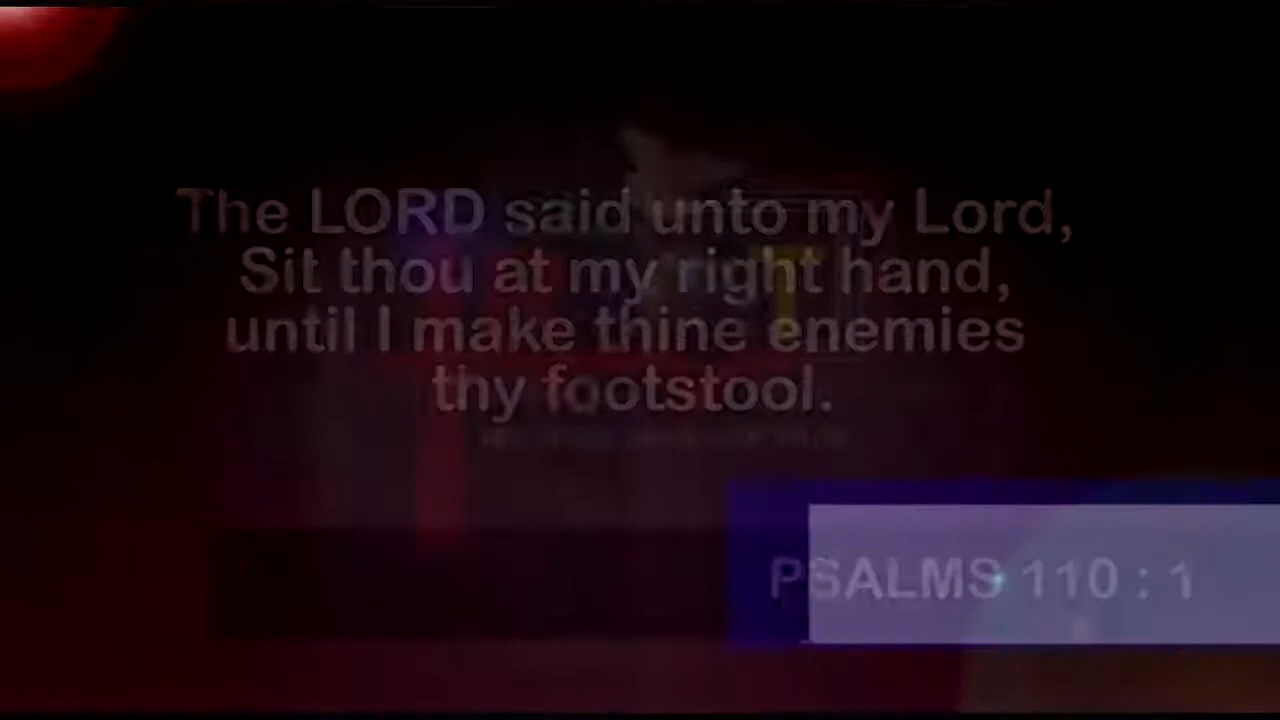 The LORD said unto my Lord,
Sit thou at my right hand,
until I make thine enemies
thy footstool.
PSALMS 110 : 1